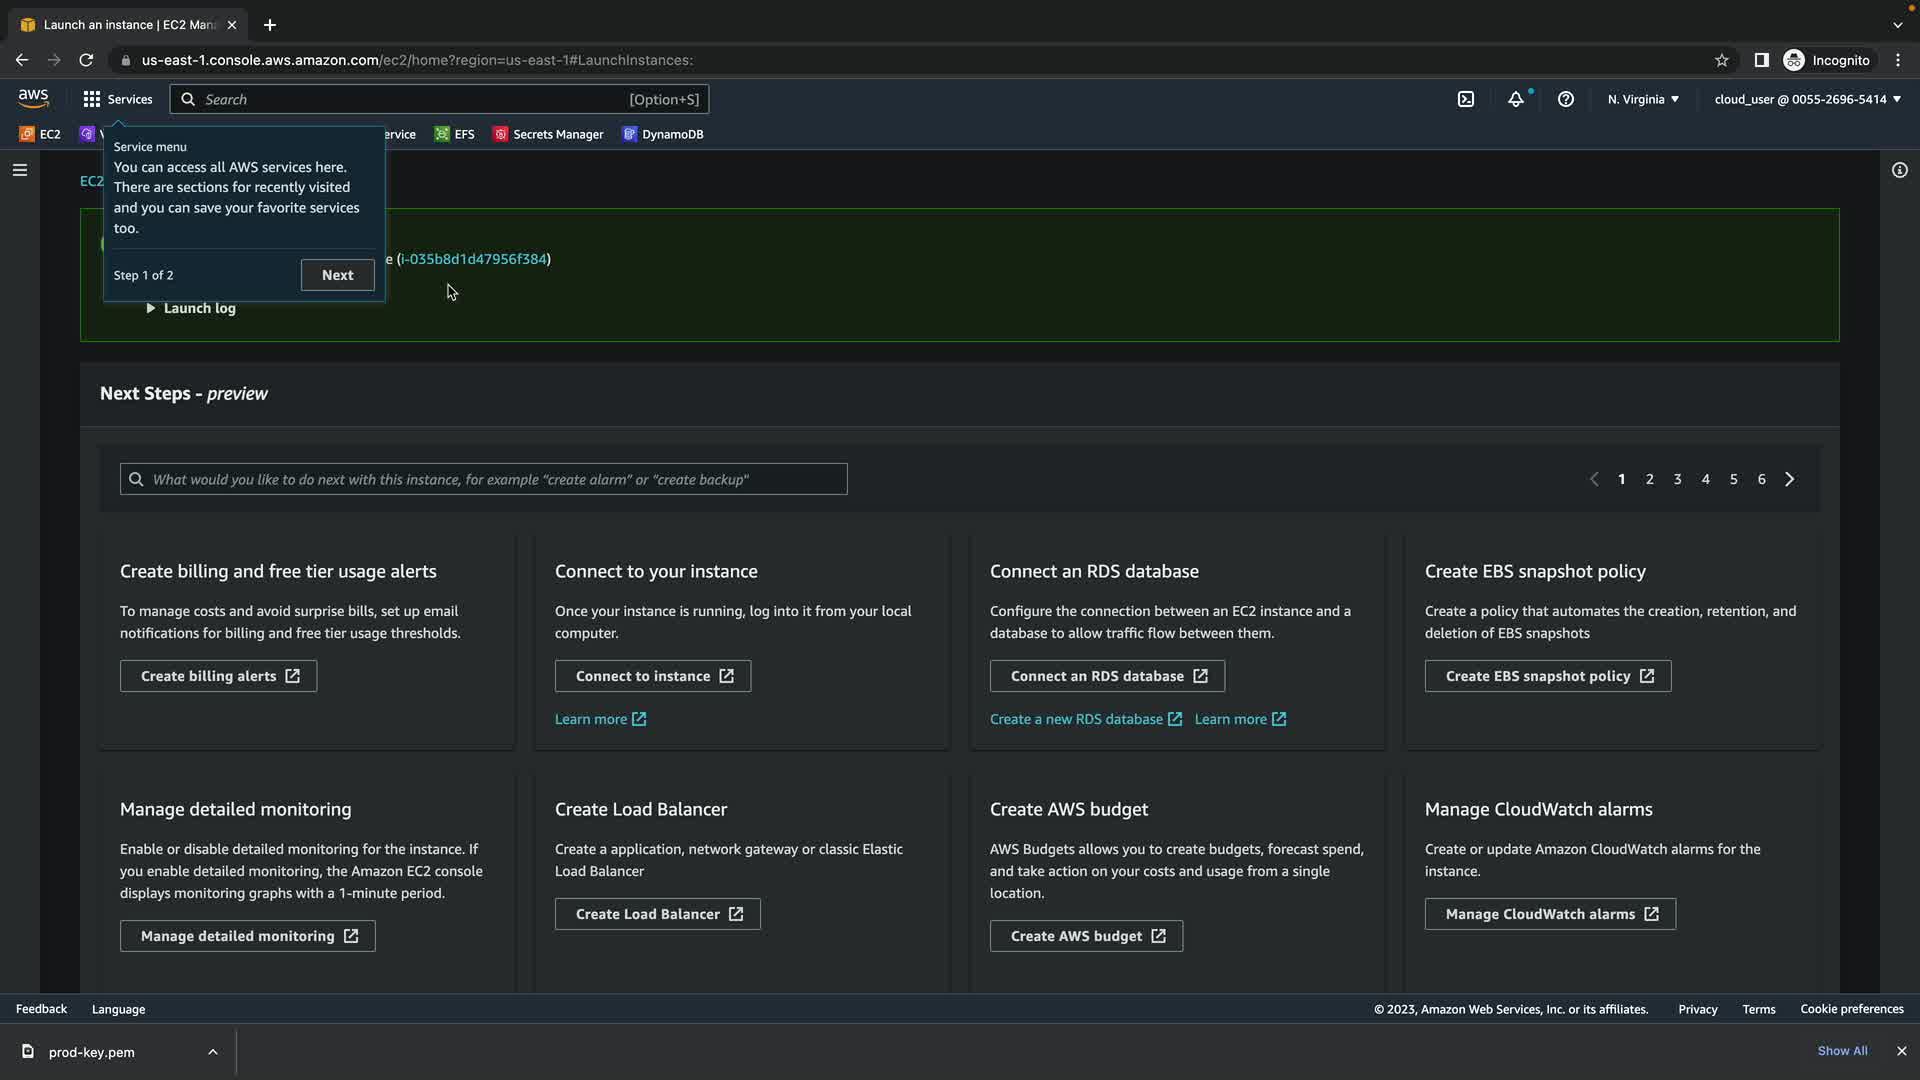 Launch an instance | EC2 Man
us-east-1.console.aws.amazon.com/ec2/home?region=us-east-1#LaunchInstances:
Incognito
aws
Services
Search
[Option+S]
N. Virginia
cloud_user @ 0055-2696-5414
EC2
EFS
Secrets Manager
DynamoDB
Service menu
You can access all AWS services here.
There are sections for recently visited
and you can save your favorite services
too.
Step 1 of 2
Next
EC2
(i-035b8d1d47956f384)
Launch log
Next Steps - preview
What would you like to do next with this instance, for example "create alarm" or "create backup"
1 2 3 4 5 6
Create billing and free tier usage alerts
To manage costs and avoid surprise bills, set up email
notifications for billing and free tier usage thresholds.
Create billing alerts
Connect to your instance
Once your instance is running, log into it from your local
computer.
Connect to instance
Learn more
Connect an RDS database
Configure the connection between an EC2 instance and a
database to allow traffic flow between them.
Connect an RDS database
Create a new RDS database
Learn more
Create EBS snapshot policy
Create a policy that automates the creation, retention, and
deletion of EBS snapshots
Create EBS snapshot policy
Manage detailed monitoring
Enable or disable detailed monitoring for the instance. If
you enable detailed monitoring, the Amazon EC2 console
displays monitoring graphs with a 1-minute period.
Manage detailed monitoring
Create Load Balancer
Create a application, network gateway or classic Elastic
Load Balancer
Create Load Balancer
Create AWS budget
AWS Budgets allows you to create budgets, forecast spend,
and take action on your costs and usage from a single
location.
Create AWS budget
Manage CloudWatch alarms
Create or update Amazon CloudWatch alarms for the
instance.
Manage CloudWatch alarms
Feedback
Language
© 2023, Amazon Web Services, Inc. or its affiliates.
Privacy
Terms
Cookie preferences
prod-key.pem
Show All